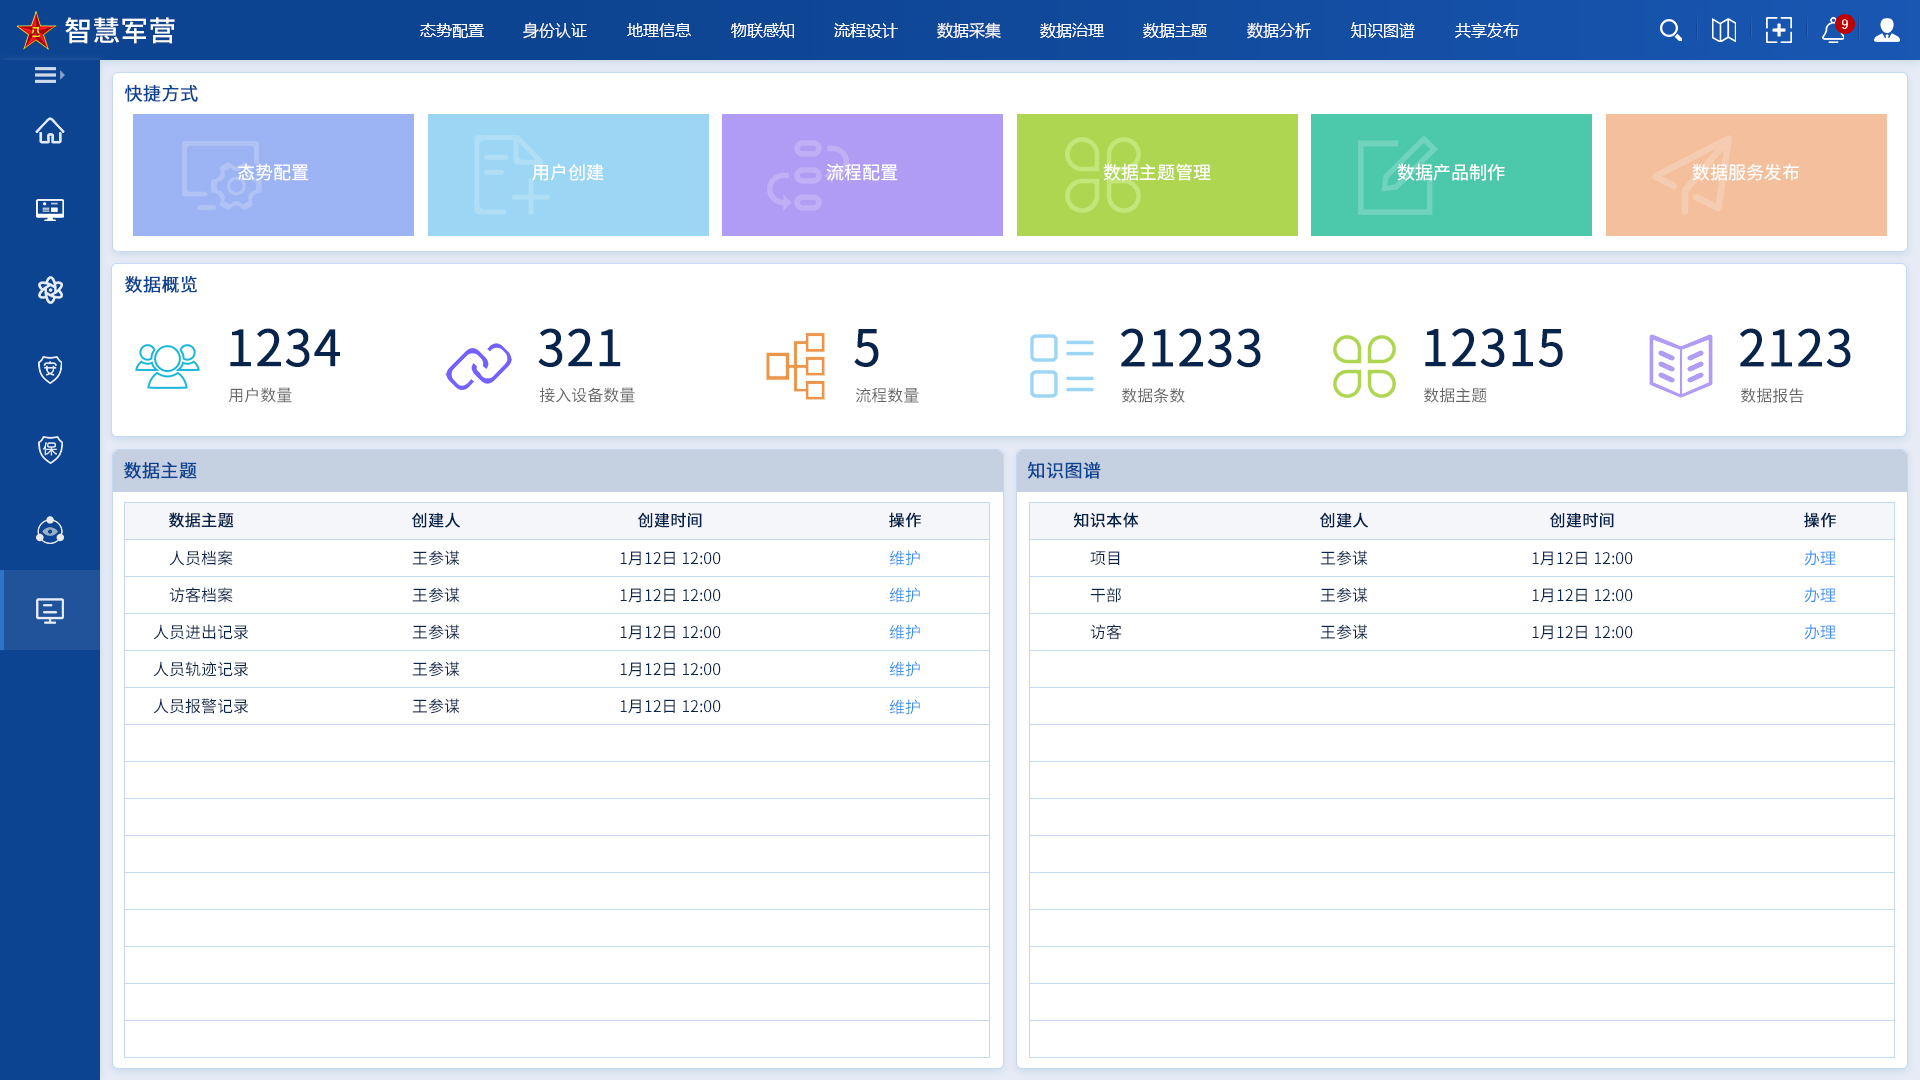 智慧军营
态势配置 身份认证 地理信息 物联感知 流程设计 数据采集 数据治理 数据主题 数据分析 知识图谱 共享发布 9
快捷方式
态势配置 用户创建 流程配置 数据主题管理 数据产品制作 数据服务发布
数据概览
1234 321 5 21233 12315 2123
用户数量 接入设备数量 流程数量 数据条数 数据主题 数据报告
安
保
数据主题
数据主题 创建人 创建时间 操作
人员档案 王参谋 1月12日 12:00 维护
访客档案 王参谋 1月12日 12:00 维护
人员进出记录 王参谋 1月12日 12:00 维护
人员轨迹记录 王参谋 1月12日 12:00 维护
人员报警记录 王参谋 1月12日 12:00 维护
知识图谱
知识本体 创建人 创建时间 操作
项目 王参谋 1月12日 12:00 办理
干部 王参谋 1月12日 12:00 办理
访客 王参谋 1月12日 12:00 办理